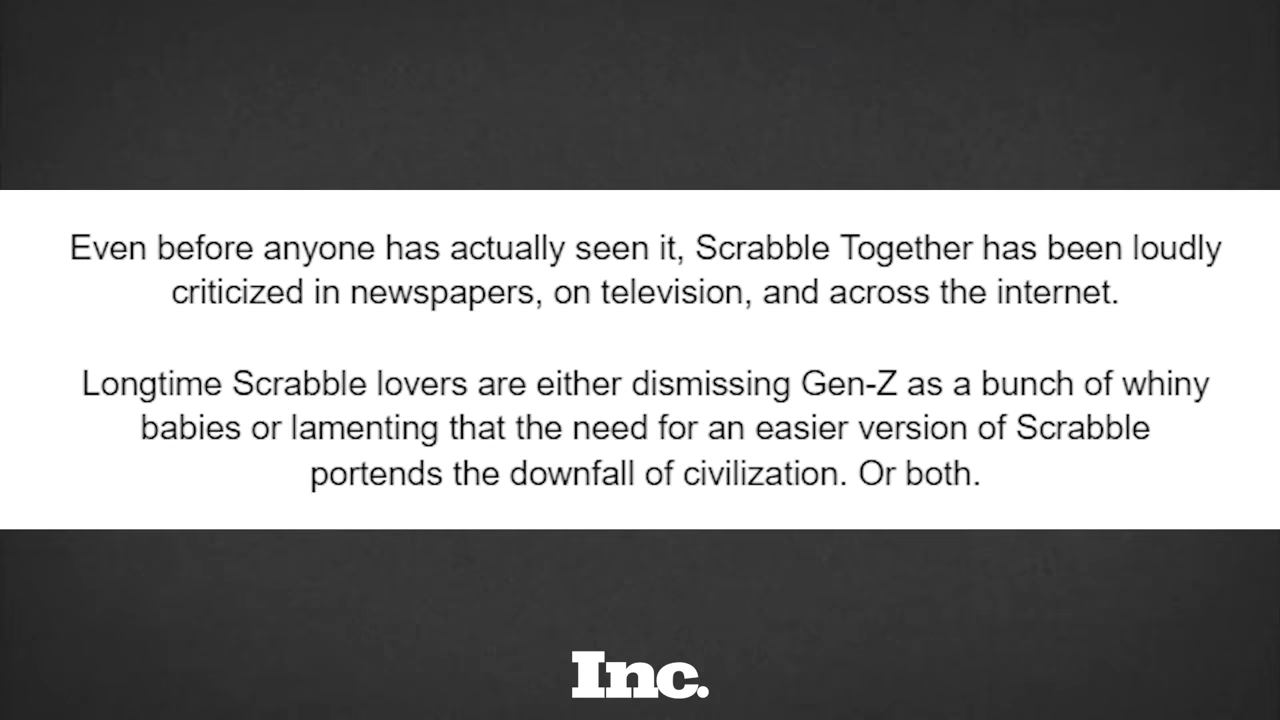 Even before anyone has actually seen it, Scrabble Together has been loudly
criticized in newspapers, on television, and across the internet.
Longtime Scrabble lovers are either dismissing Gen-Z as a bunch of whiny
babies or lamenting that the need for an easier version of Scrabble
portends the downfall of civilization. Or both.
Inc.